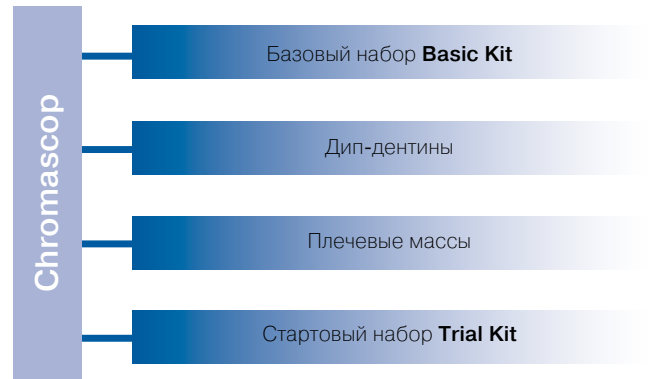 Chromascop
Базовый набор Basic Kit
Дип-дентины
Плечевые массы
Стартовый набор Trial Kit